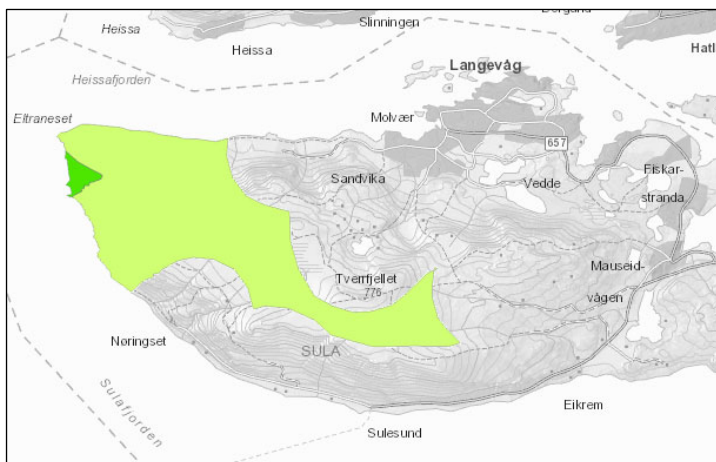 Heissa
Slinningen
Heissa
Hatl
Langevåg
Heissafjorden
Eltraneset
Molvær
657
Sandvika
Vedde
Fiskar-
stranda
Tverrfjellet
776
Mauseid-
vågen
Nøringset
SULA
Sulafjorden
Eikrem
Sulesund